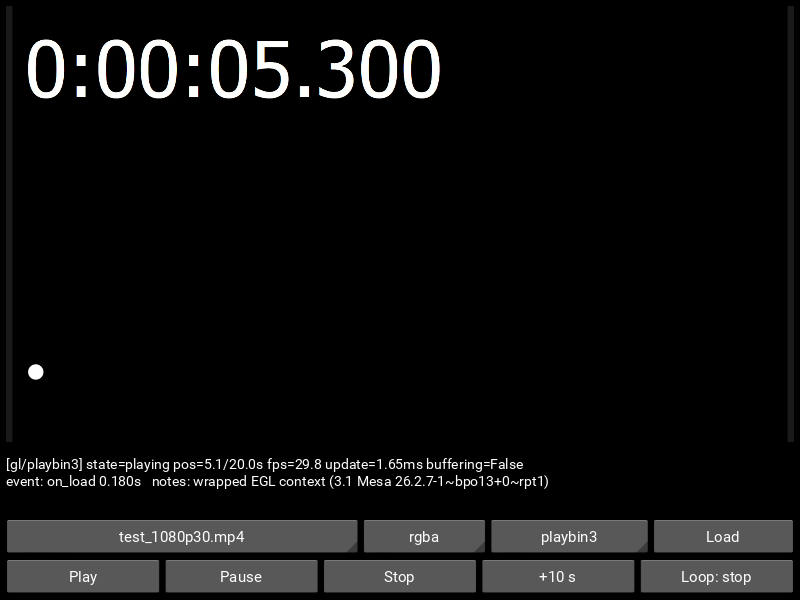 0:00:05.300
[gl/playbin3] state=playing pos=5.1/20.0s fps=29.8 update=1.65ms buffering=False
event: on_load 0.180s   notes: wrapped EGL context (3.1 Mesa 26.2.7-1~bpo13+0~rpt1)
test_1080p30.mp4 rgba playbin3 Load
Play Pause Stop +10 s Loop: stop